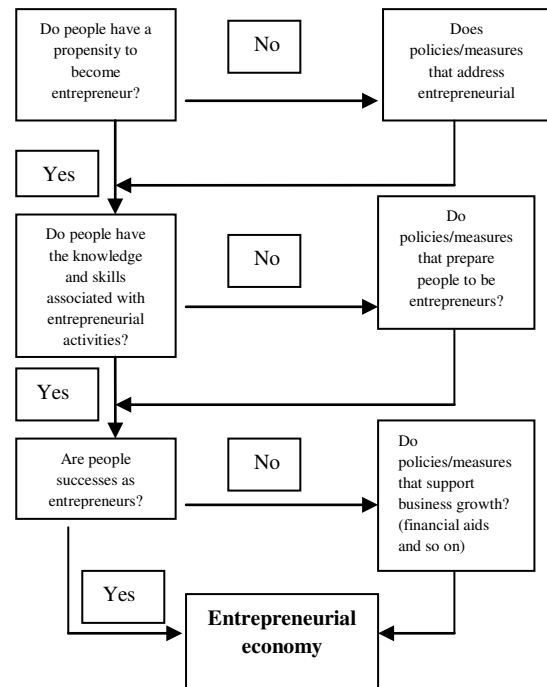 Do people have a
propensity to
become
entrepreneur?
No
Does
policies/measures
that address
entrepreneurial
Yes
Do people have
the knowledge
and skills
associated with
entrepreneurial
activities?
No
Do
policies/measures
that prepare
people to be
entrepreneurs?
Yes
Are people
successes as
entrepreneurs?
No
Do
policies/measures
that support
business growth?
(financial aids
and so on)
Yes
Entrepreneurial
economy